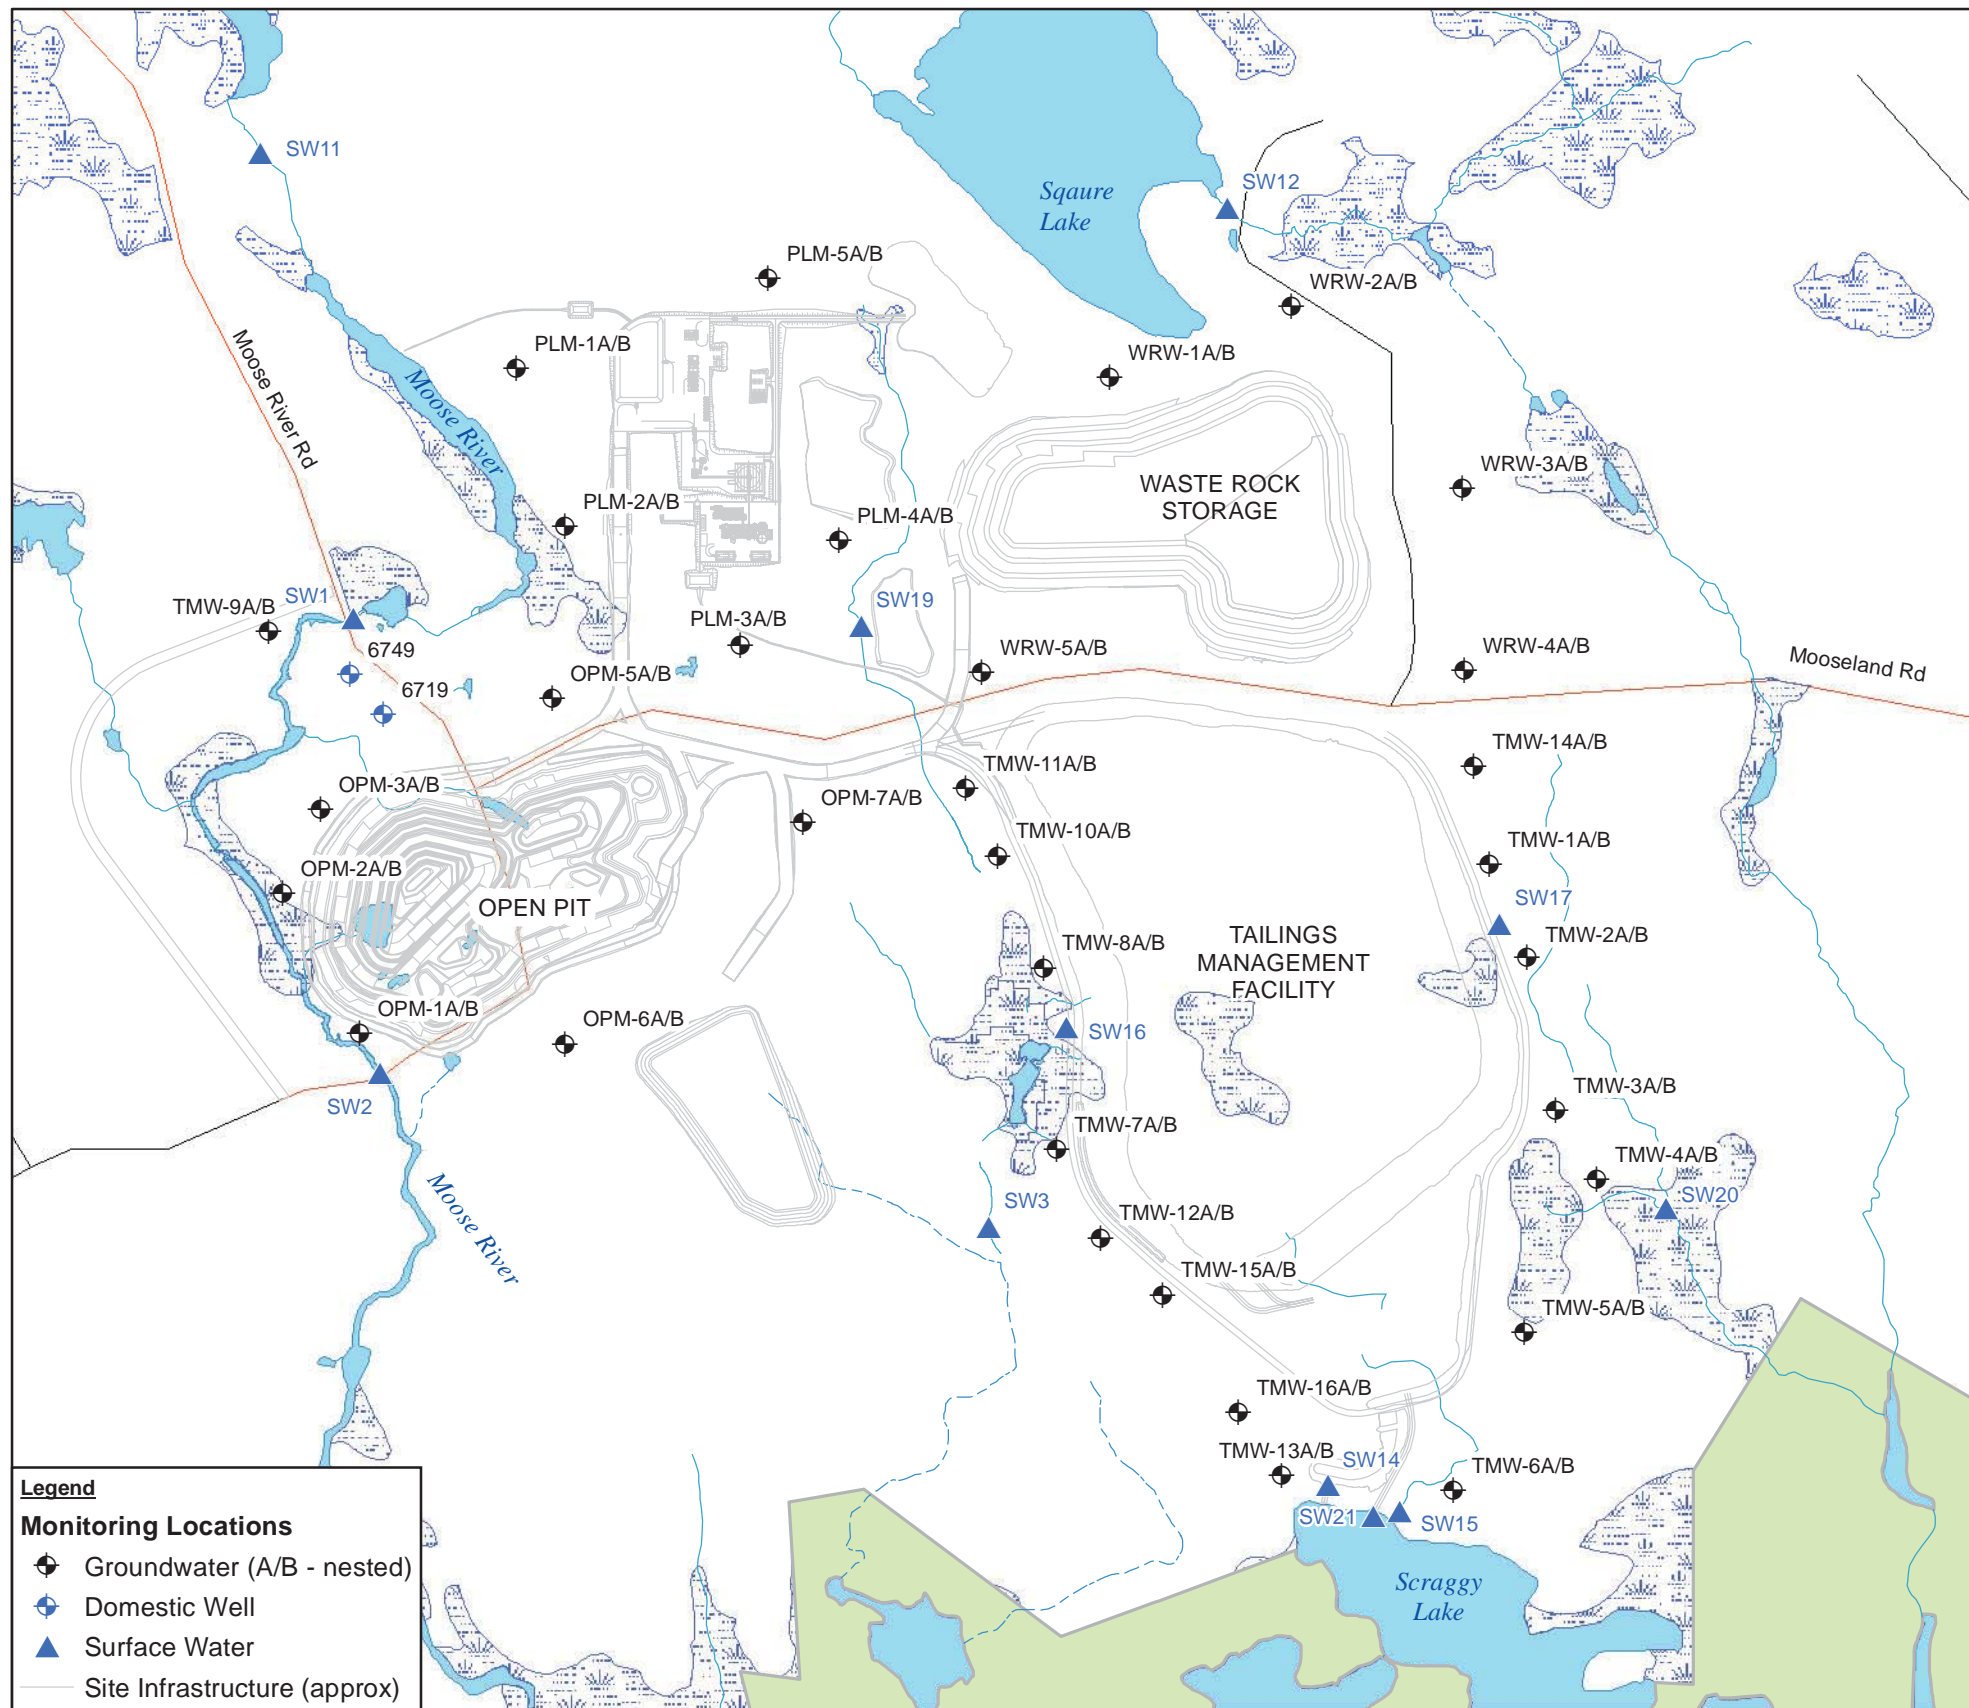 SW11
Sqaure
Lake
SW12
PLM-5A/B
WRW-2A/B
Moose River Rd
PLM-1A/B
WRW-1A/B
Moose River
WRW-3A/B
WASTE ROCK
STORAGE
PLM-2A/B
PLM-4A/B
SW1
TMW-9A/B
SW19
PLM-3A/B
6749
WRW-5A/B
WRW-4A/B
Mooseland Rd
6719
OPM-5A/B
TMW-14A/B
TMW-11A/B
OPM-3A/B
OPM-7A/B
TMW-10A/B
TMW-1A/B
OPM-2A/B
SW17
OPEN PIT
TMW-8A/B
TAILINGS
MANAGEMENT
FACILITY
TMW-2A/B
OPM-1A/B
OPM-6A/B
SW16
SW2
TMW-3A/B
TMW-7A/B
TMW-4A/B
Moose River
SW3
SW20
TMW-12A/B
TMW-15A/B
TMW-5A/B
TMW-16A/B
TMW-13A/B
SW14
TMW-6A/B
SW21
SW15
Scraggy
Lake
Legend
Monitoring Locations
Groundwater (A/B - nested)
Domestic Well
Surface Water
Site Infrastructure (approx)